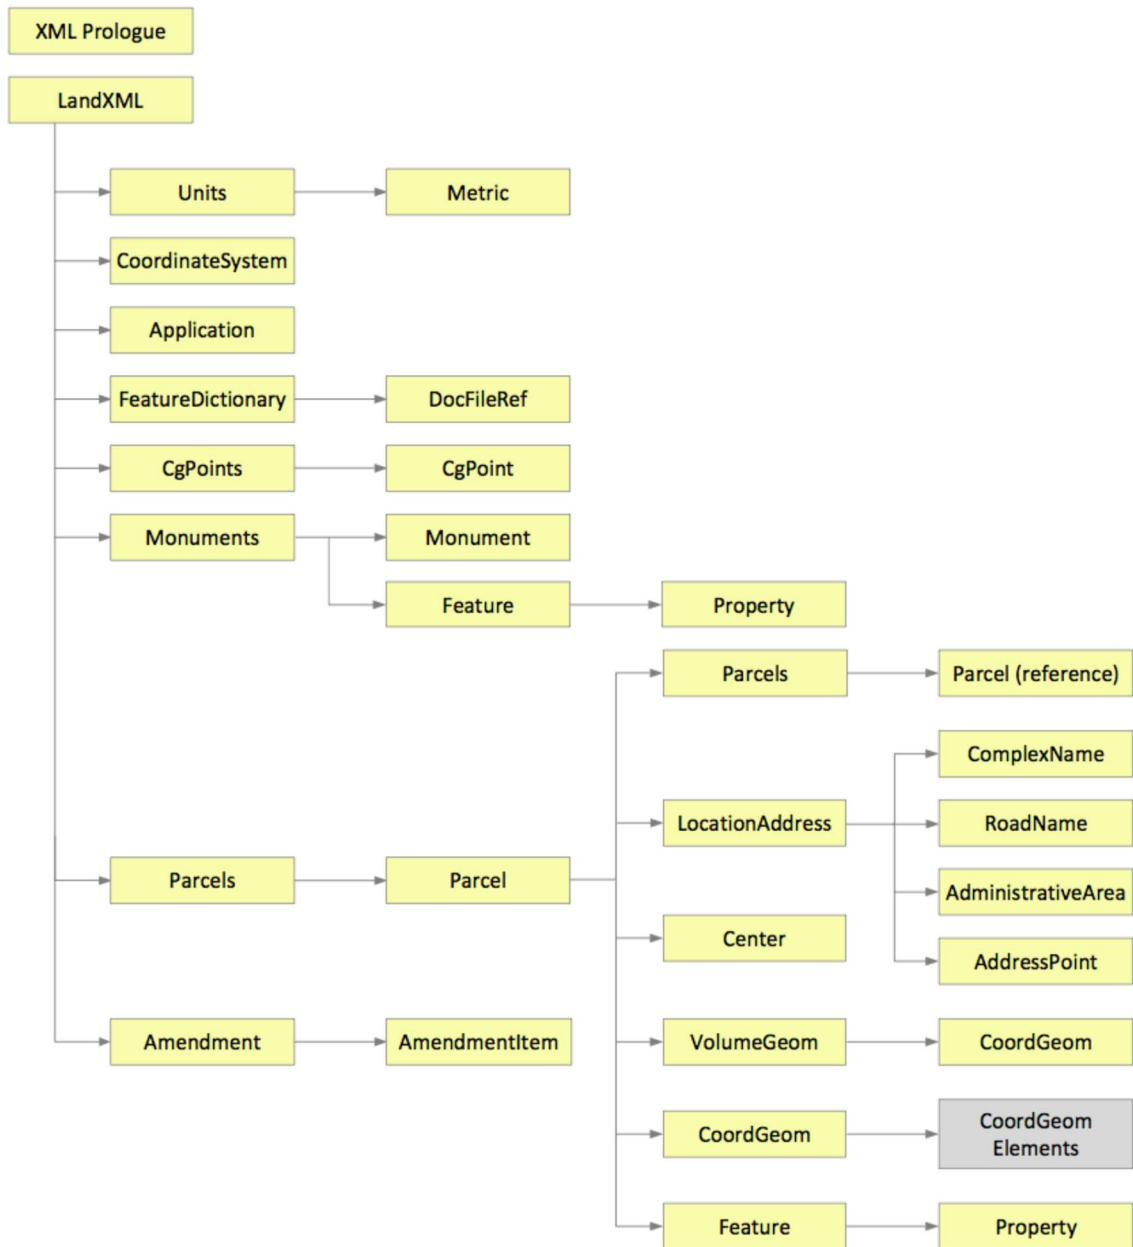 XML Prologue
LandXML
Units
Metric
CoordinateSystem
Application
FeatureDictionary
DocFileRef
CgPoints
CgPoint
Monuments
Monument
Feature
Property
Parcels
Parcel (reference)
ComplexName
LocationAddress
RoadName
Parcels
Parcel
AdministrativeArea
Center
AddressPoint
Amendment
AmendmentItem
VolumeGeom
CoordGeom
CoordGeom
CoordGeom
Elements
Feature
Property